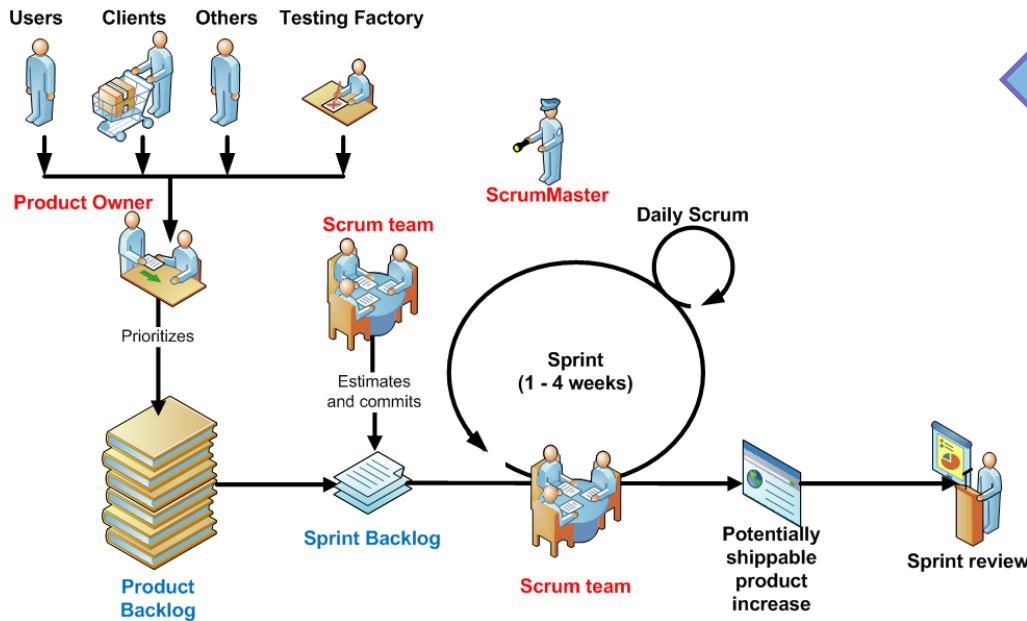 Users
Clients
Others
Testing Factory
ScrumMaster
Product Owner
Scrum team
Daily Scrum
Prioritizes
Estimates
and commits
Sprint
(1 - 4 weeks)
Sprint Backlog
Product
Backlog
Scrum team
Potentially
shippable
product
increase
Sprint review